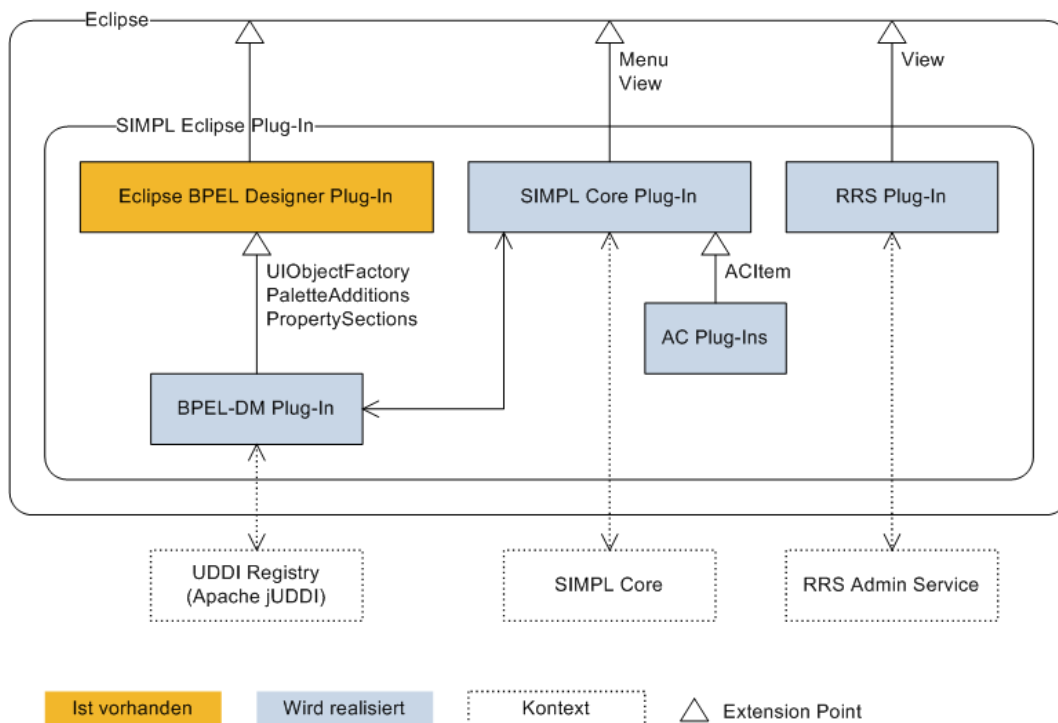 Eclipse
Menu
View
View
SIMPL Eclipse Plug-In
Eclipse BPEL Designer Plug-In
SIMPL Core Plug-In
RRS Plug-In
UIObjectFactory
PaletteAdditions
PropertySections
ACItem
AC Plug-Ins
BPEL-DM Plug-In
UDDI Registry
(Apache jUDDI)
SIMPL Core
RRS Admin Service
Ist vorhanden
Wird realisiert
Kontext
Extension Point